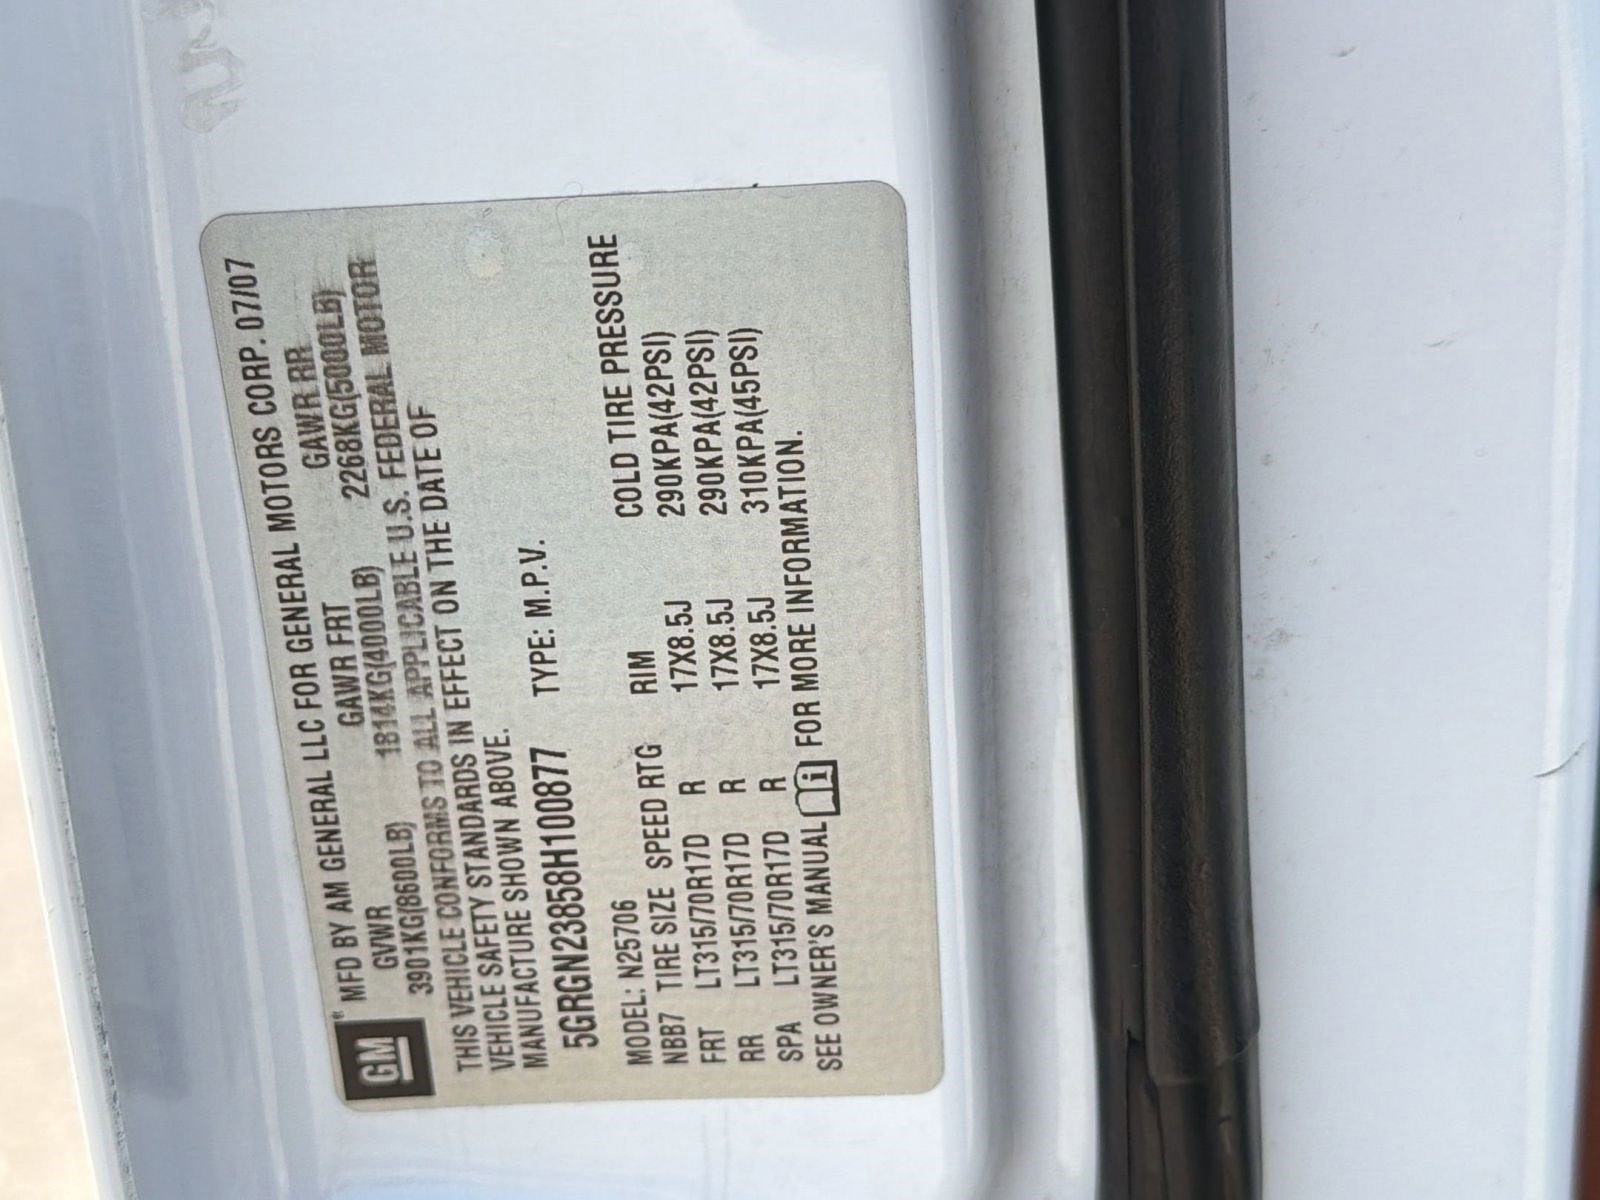 GM
MFD BY AM GENERAL LLC FOR GENERAL MOTORS CORP. 07/07
GVWR GAWR FRT GAWR RR
3901KG(8600LB) 1814KG(4000LB) 2268KG(5000LB)
THIS VEHICLE CONFORMS TO ALL APPLICABLE U.S. FEDERAL MOTOR
VEHICLE SAFETY STANDARDS IN EFFECT ON THE DATE OF
MANUFACTURE SHOWN ABOVE.
5GRGN23858H100877 TYPE: M.P.V.
MODEL: N25706
NBB7 TIRE SIZE SPEED RTG RIM COLD TIRE PRESSURE
FRT LT315/70R17D R 17X8.5J 290KPA(42PSI)
RR LT315/70R17D R 17X8.5J 290KPA(42PSI)
SPA LT315/70R17D R 17X8.5J 310KPA(45PSI)
SEE OWNER'S MANUAL i FOR MORE INFORMATION.